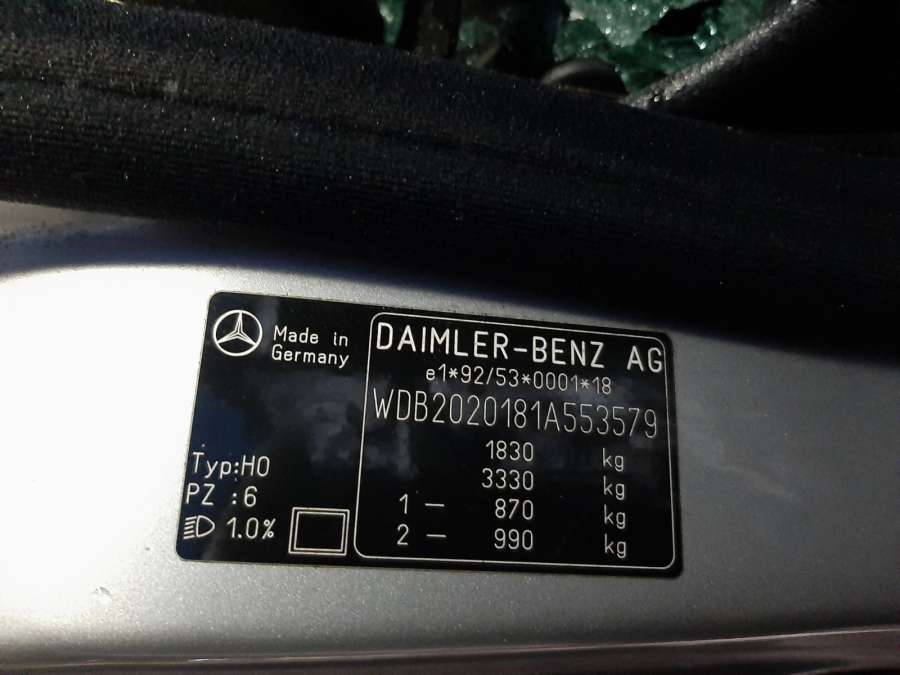 Made in
Germany
DAIMLER-BENZ AG
e1*92/53*0001*18
WDB2020181A553579
1830 kg
3330 kg
1 – 870 kg
2 – 990 kg
Typ:HO
PZ :6
1.0%